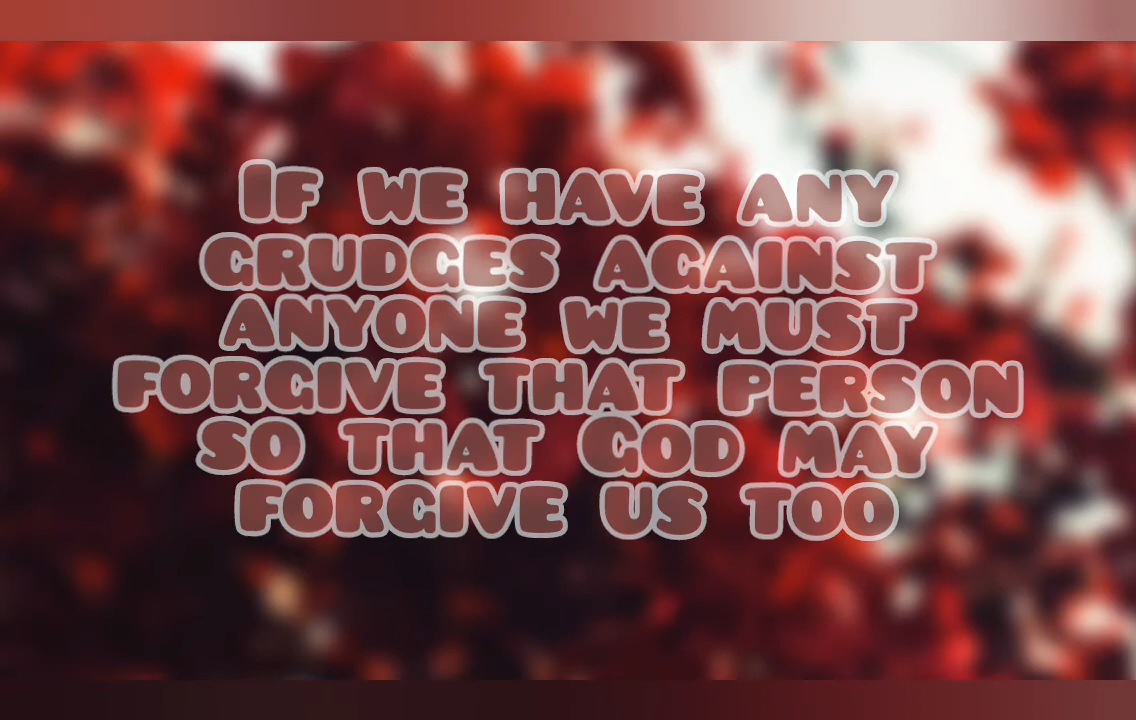 If we have any
grudges against
anyone we must
forgive that person
so that God may
forgive us too